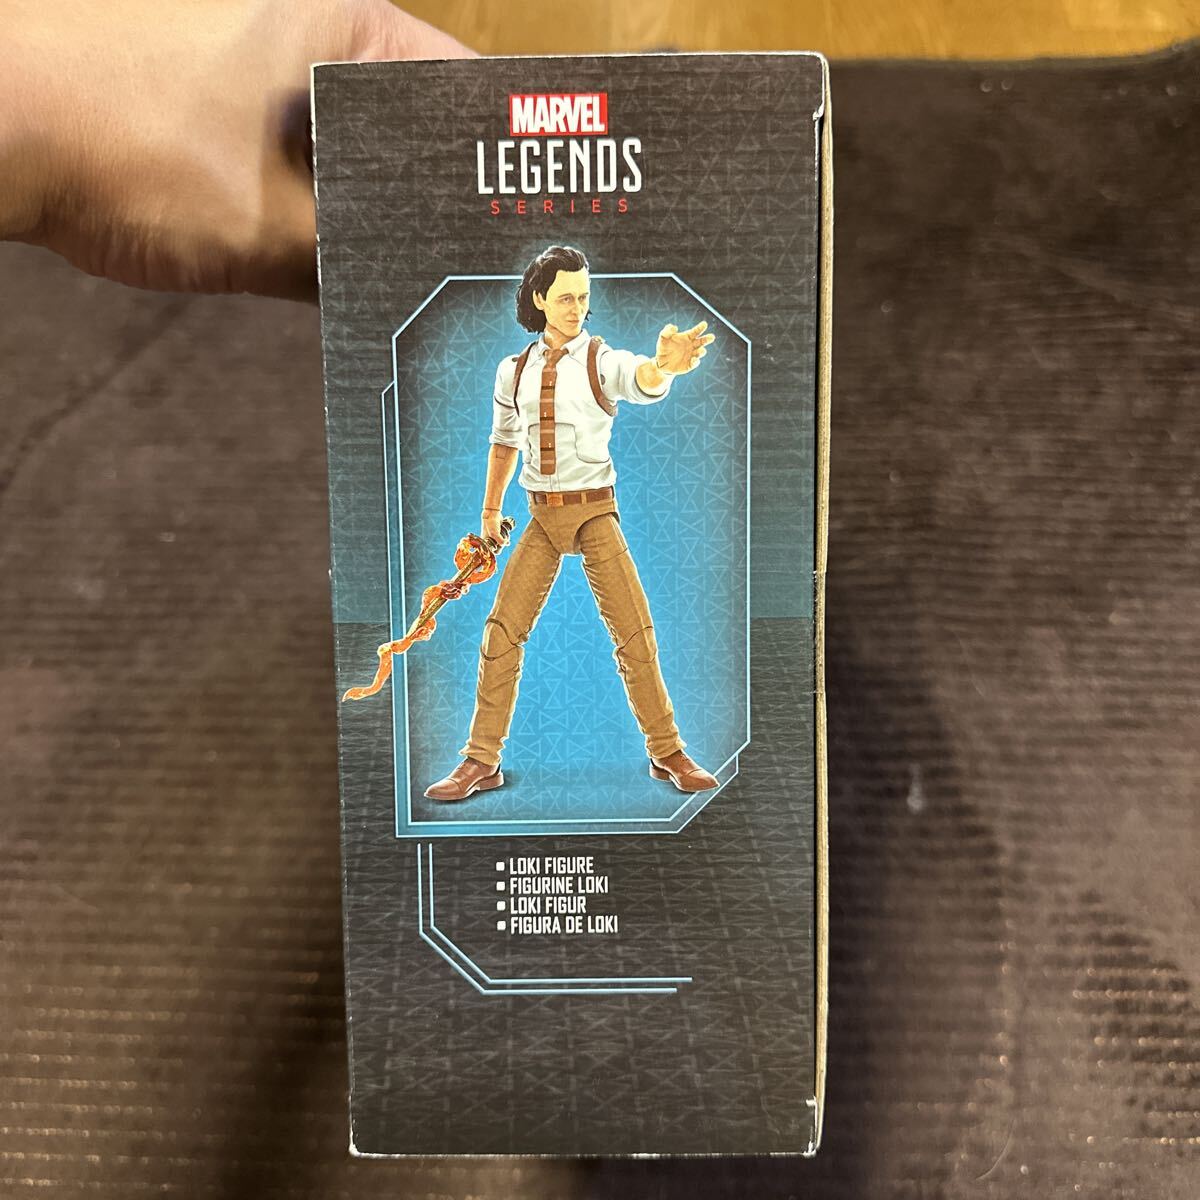 MARVEL
LEGENDS
SERIES
▪ LOKI FIGURE
▪ FIGURINE LOKI
▪ LOKI FIGUR
▪ FIGURA DE LOKI